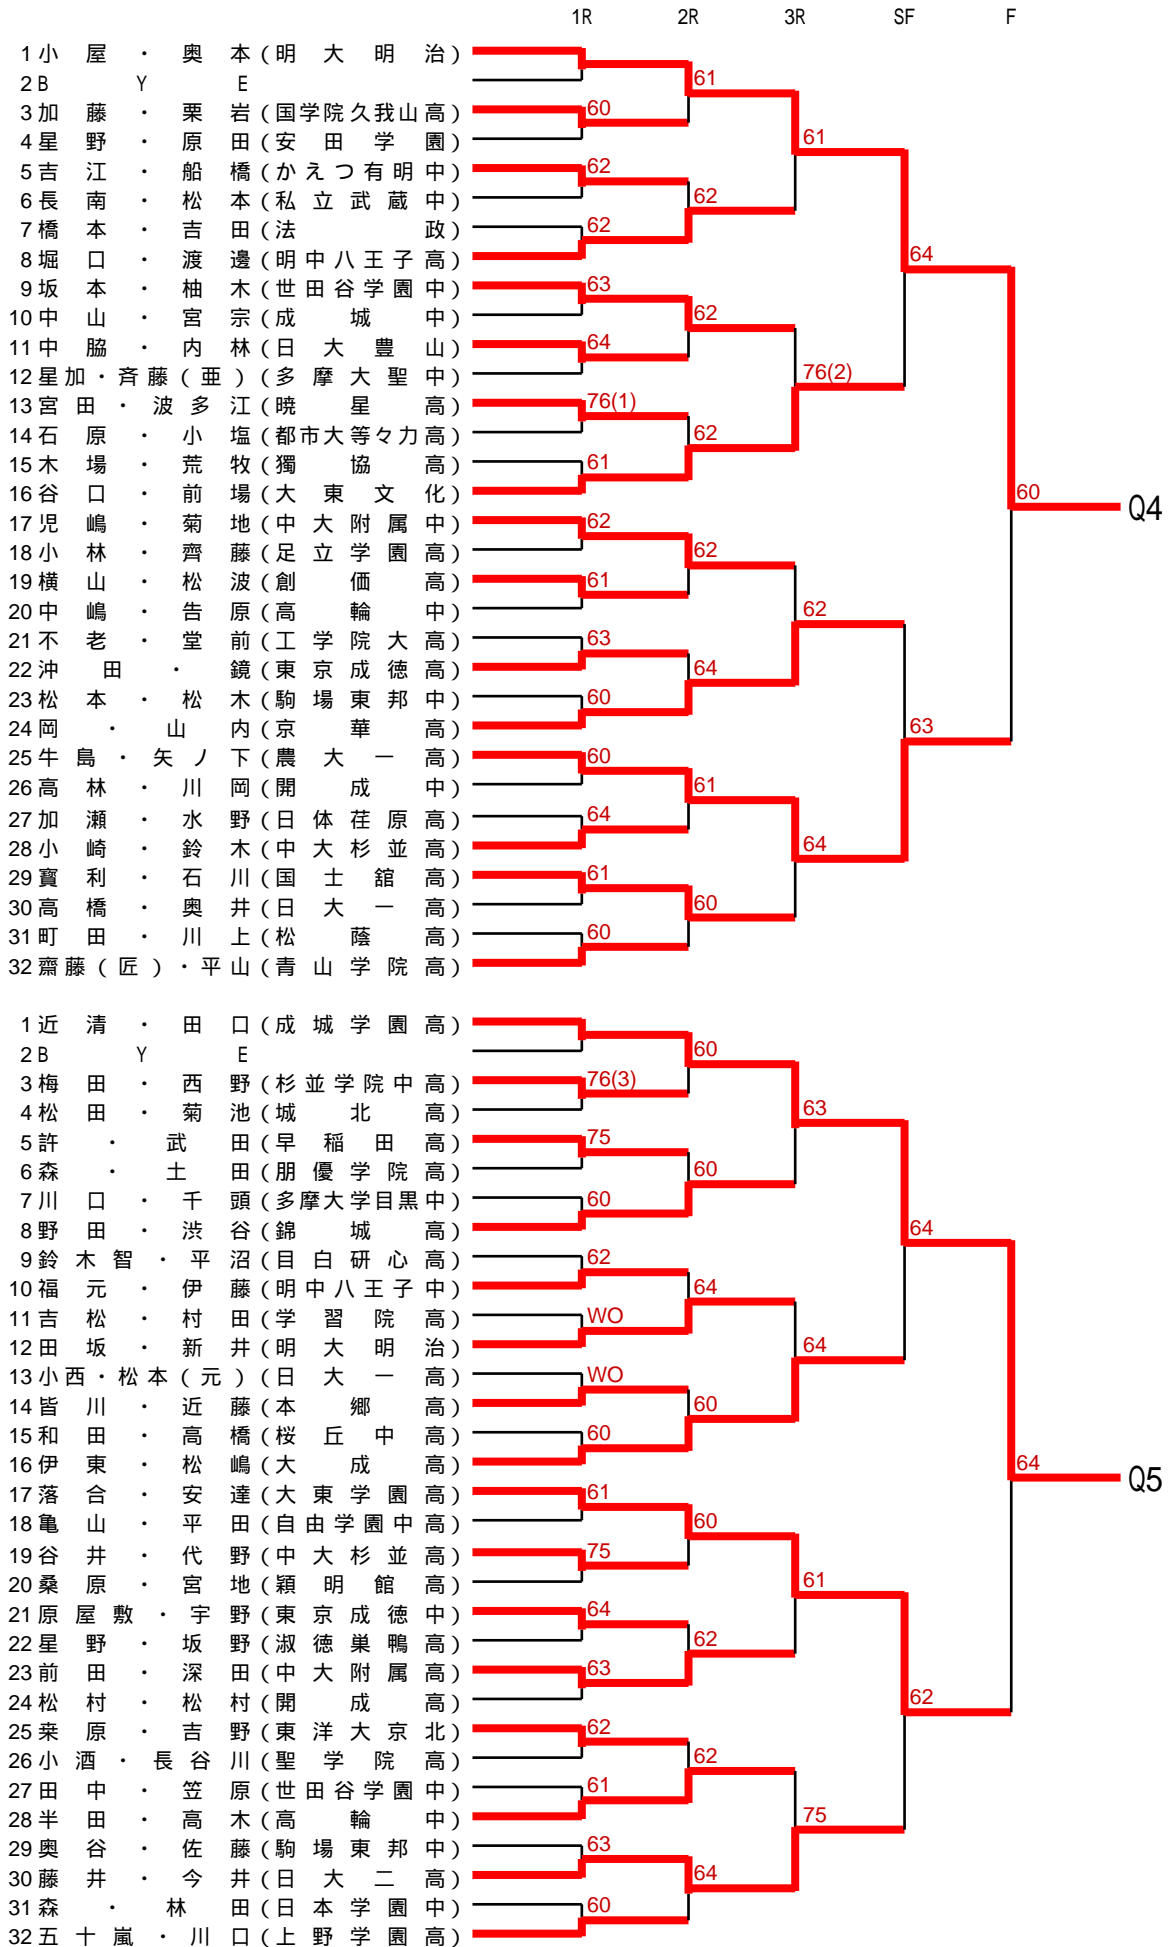 1R 2R 3R SF F
1 小屋・奥本(明大明治)
2 BYE
61
3 加藤・栗岩(国学院久我山高) 60
4 星野・原田(安田学園)
61
5 吉江・船橋(かえつ有明中) 62
6 長南・松本(私立武蔵中)
62
7 橋本・吉田(法政) 62
8 堀口・渡邊(明中八王子高)
64
9 坂本・柚木(世田谷学園中) 63
10 中山・宮宗(成城中)
62
11 中脇・内林(日大豊山) 64
12 星加・斉藤(亜)(多摩大聖中)
76(2)
13 宮田・波多江(暁星高) 76(1)
14 石原・小塩(都市大等々力高)
62
15 木場・荒牧(獨協高) 61
16 谷口・前場(大東文化)
60
Q4
17 児嶋・菊地(中大附属中) 62
18 小林・齊藤(足立学園高)
62
19 横山・松波(創価高) 61
20 中嶋・告原(高輪中)
62
21 不老・堂前(工学院大高) 63
22 沖田・鏡(東京成徳高)
64
23 松本・松木(駒場東邦中) 60
24 岡・山内(京華高)
63
25 牛島・矢ノ下(農大一高) 60
26 高林・川岡(開成中)
61
27 加瀬・水野(日体荏原高) 64
28 小崎・鈴木(中大杉並高)
64
29 寳利・石川(国士舘高) 61
30 高橋・奥井(日大一高)
60
31 町田・川上(松蔭高) 60
32 齋藤(匠)・平山(青山学院高)
1 近清・田口(成城学園高)
2 BYE
60
3 梅田・西野(杉並学院中高) 76(3)
4 松田・菊池(城北高)
63
5 許・武田(早稲田高) 75
6 森・土田(朋優学院高)
60
7 川口・千頭(多摩大学目黒中) 60
8 野田・渋谷(錦城高)
64
9 鈴木智・平沼(目白研心高) 62
10 福元・伊藤(明中八王子中)
64
11 吉松・村田(学習院高) WO
12 田坂・新井(明大明治)
64
13 小西・松本(元)(日大一高) WO
14 皆川・近藤(本郷高)
60
15 和田・高橋(桜丘中高) 60
16 伊東・松嶋(大成高)
64
Q5
17 落合・安達(大東学園高) 61
18 亀山・平田(自由学園中高)
60
19 谷井・代野(中大杉並高) 75
20 桑原・宮地(穎明館高)
61
21 原屋敷・宇野(東京成徳中) 64
22 星野・坂野(淑徳巣鴨高)
62
23 前田・深田(中大附属高) 63
24 松村・松村(開成高)
62
25 桒原・吉野(東洋大京北) 62
26 小酒・長谷川(聖学院高)
62
27 田中・笠原(世田谷学園中) 61
28 半田・高木(高輪中)
75
29 奥谷・佐藤(駒場東邦中) 63
30 藤井・今井(日大二高)
64
31 森・林田(日本学園中) 60
32 五十嵐・川口(上野学園高)